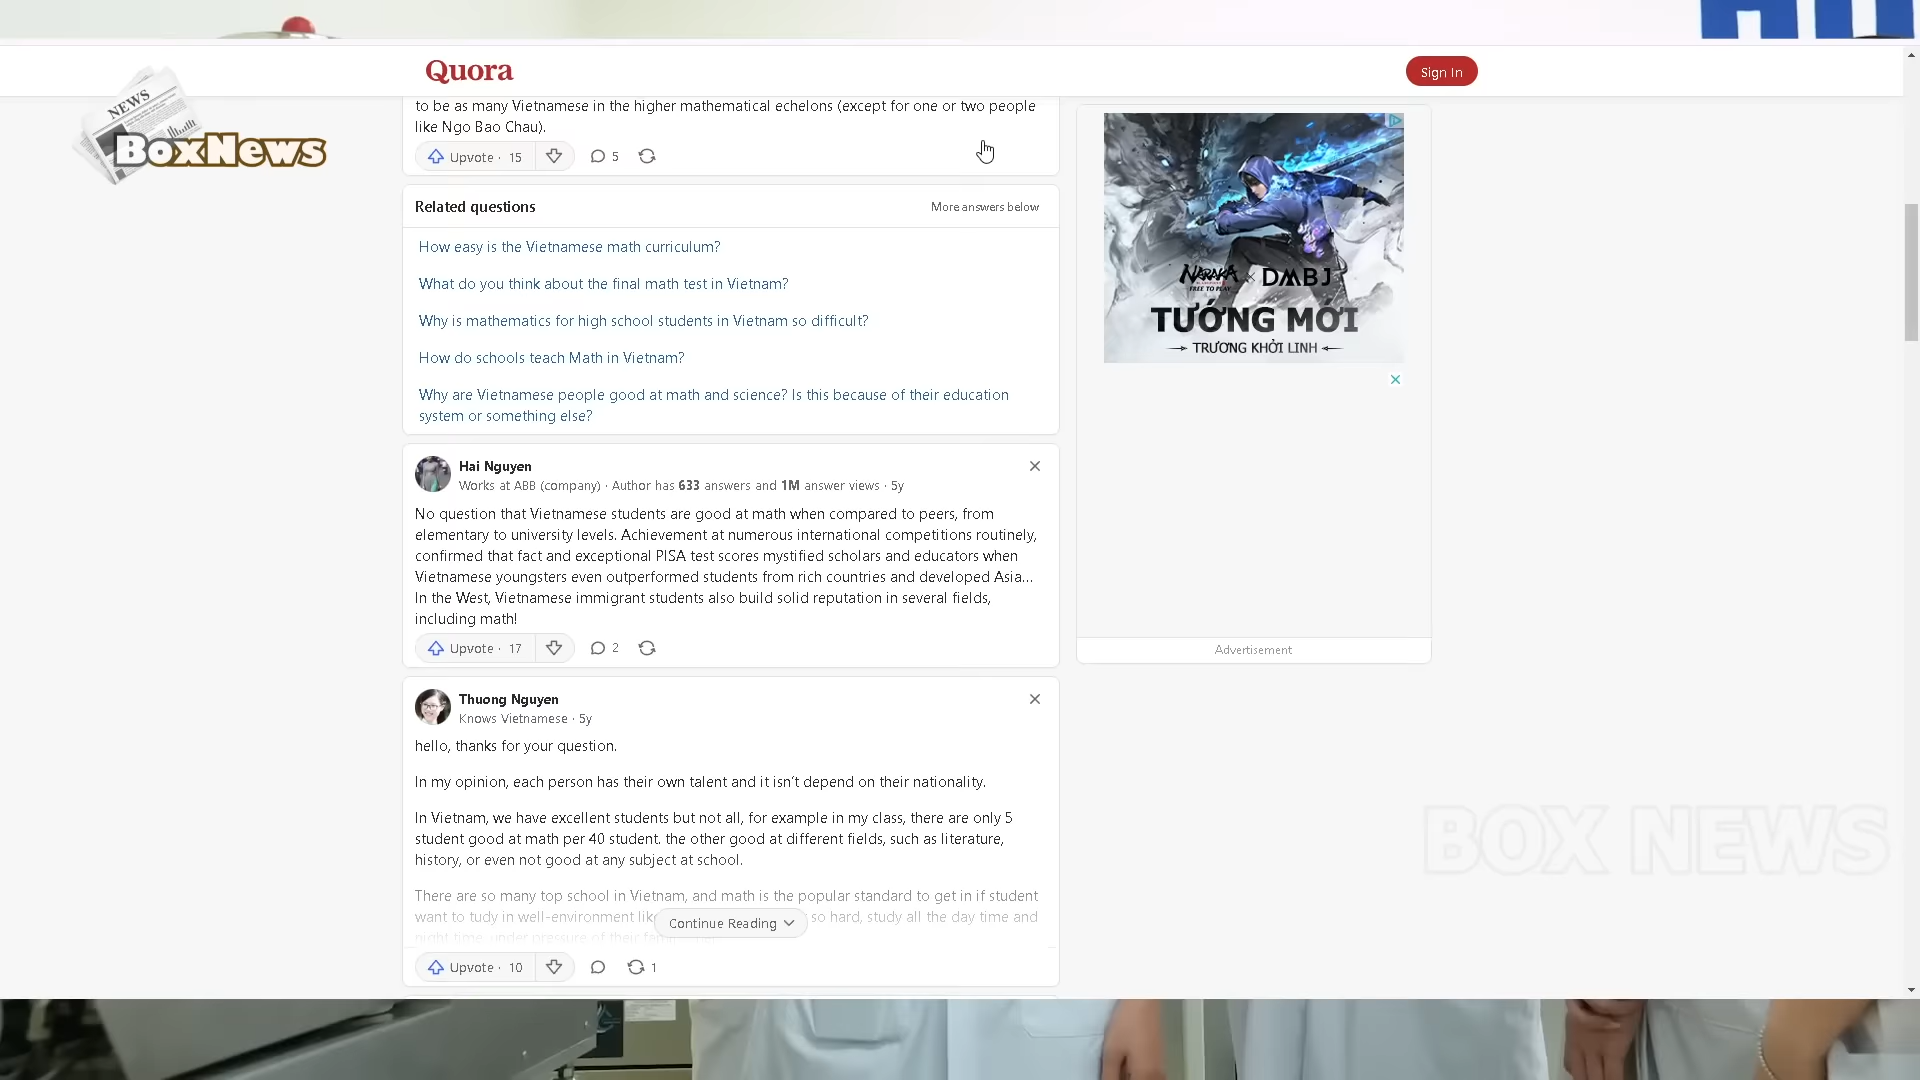 Quora
Sign In
NEWS
BoxNews
to be as many Vietnamese in the higher mathematical echelons (except for one or two people
like Ngo Bao Chau).
Upvote · 15
5
Related questions
More answers below
How easy is the Vietnamese math curriculum?
What do you think about the final math test in Vietnam?
Why is mathematics for high school students in Vietnam so difficult?
How do schools teach Math in Vietnam?
Why are Vietnamese people good at math and science? Is this because of their education
system or something else?
Hai Nguyen
Works at ABB (company) · Author has 633 answers and 1M answer views · 5y
No question that Vietnamese students are good at math when compared to peers, from
elementary to university levels. Achievement at numerous international competitions routinely,
confirmed that fact and exceptional PISA test scores mystified scholars and educators when
Vietnamese youngsters even outperformed students from rich countries and developed Asia...
In the West, Vietnamese immigrant students also build solid reputation in several fields,
including math!
Upvote · 17
2
Thuong Nguyen
Knows Vietnamese · 5y
hello, thanks for your question.
In my opinion, each person has their own talent and it isn't depend on their nationality.
In Vietnam, we have excellent students but not all, for example in my class, there are only 5
student good at math per 40 student. the other good at different fields, such as literature,
history, or even not good at any subject at school.
There are so many top school in Vietnam, and math is the popular standard to get in if student
want to tudy in well-environment
so hard, study all the day time and
night time, under pressure of their
Continue Reading
Upvote · 10
1
NARAKA
FREE TO PLAY
DMBJ
TƯỚNG MỚI
TRƯƠNG KHỞI LINH
Advertisement
BOX NEWS